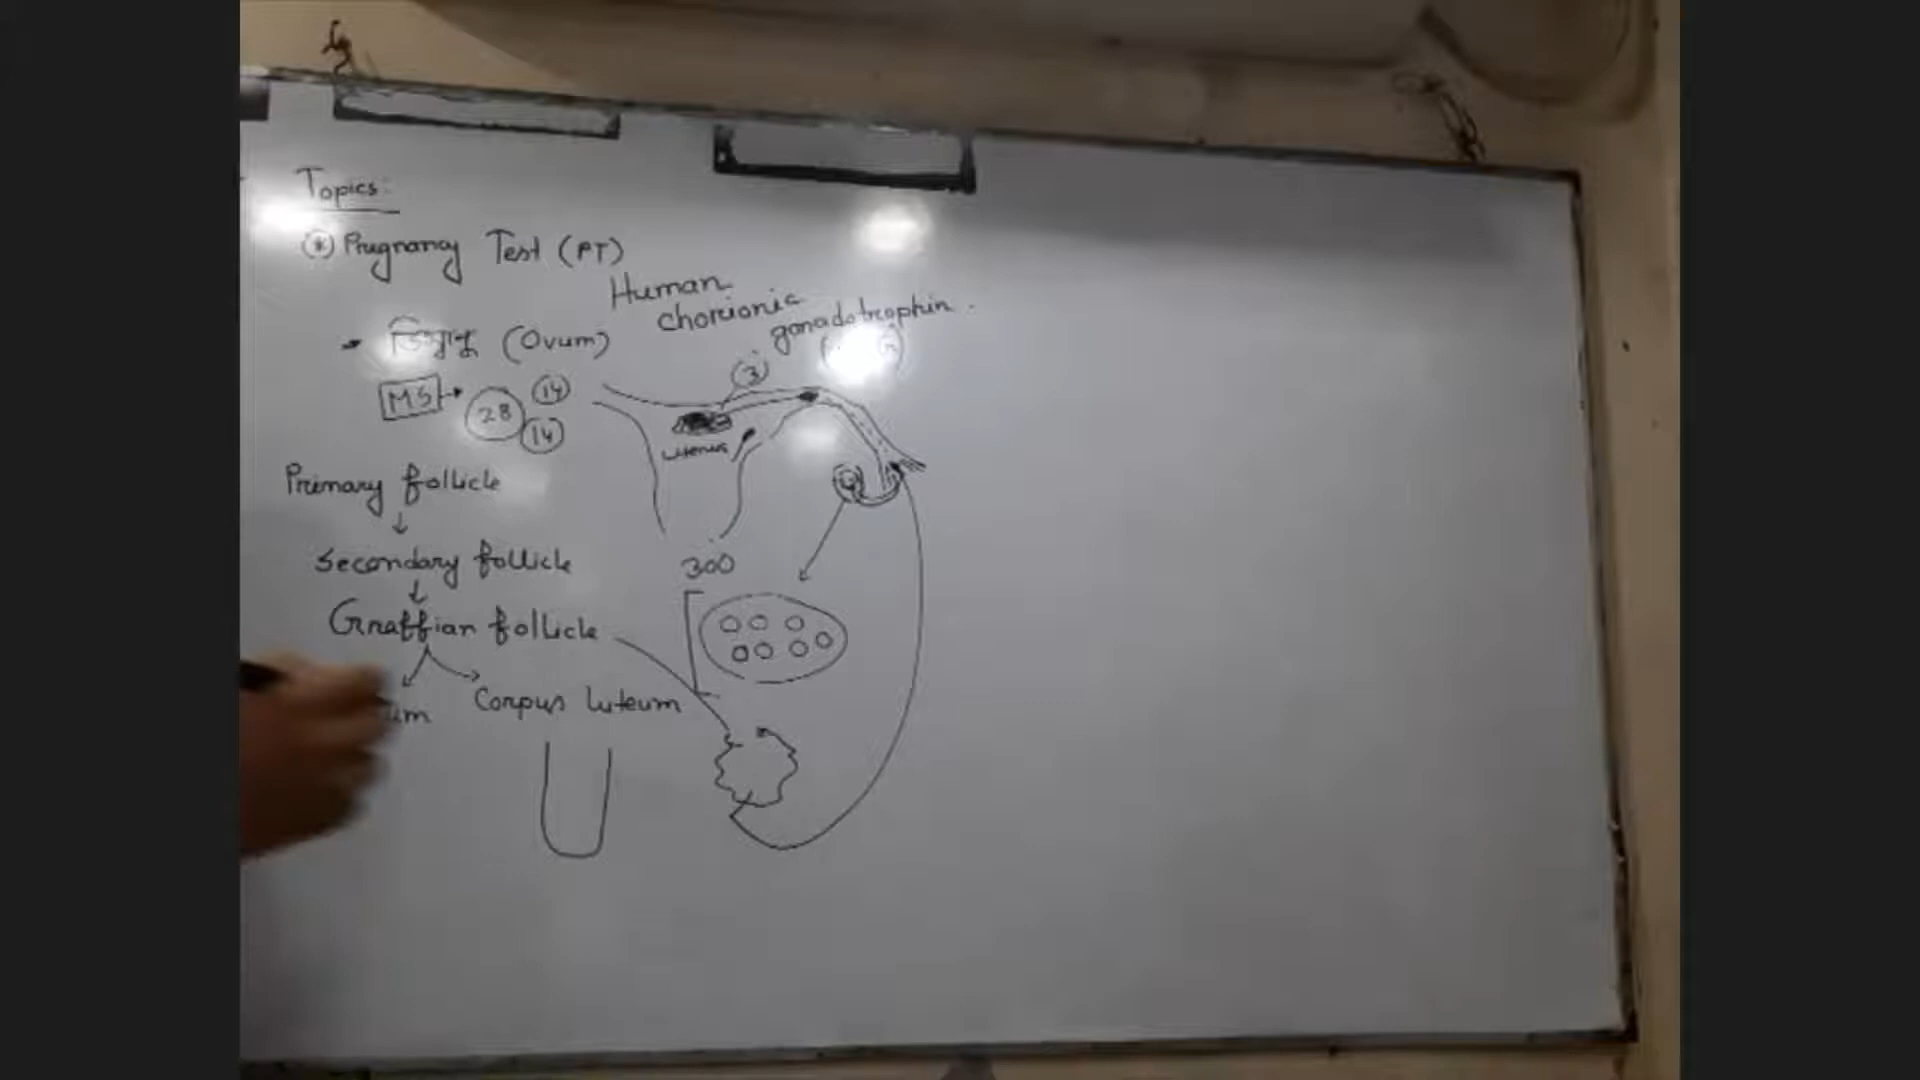 Topics:
* Pregnancy Test (PT)
Human
chorionic
gonadotrophin.
ডিম্বাণু (Ovum)
MS → 28 14
14
3
uterus
Primary follicle
↓
Secondary follicle
↓
Graffian follicle
Corpus luteum
300